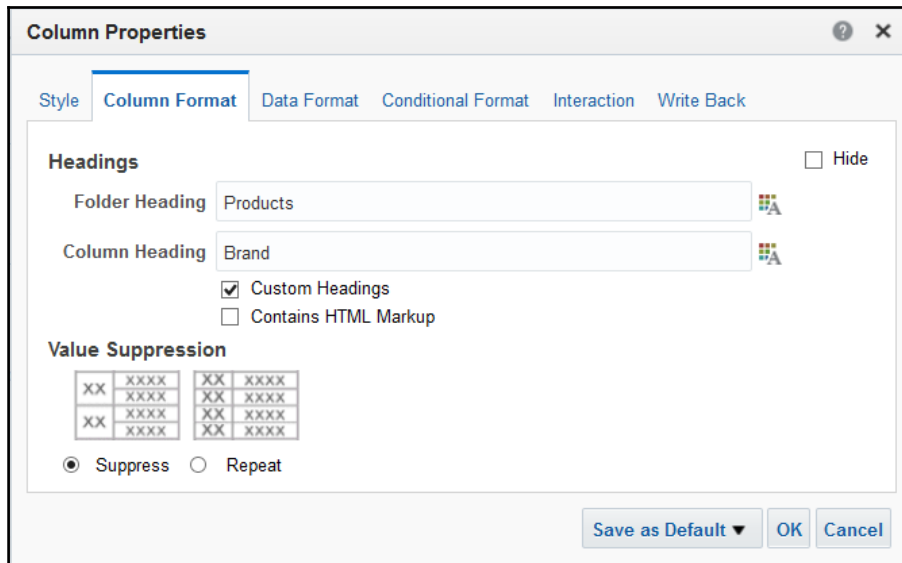 Column Properties
Style Column Format Data Format Conditional Format Interaction Write Back
Headings Hide
Folder Heading Products
Column Heading Brand
Custom Headings
Contains HTML Markup
Value Suppression
XX XXXX XX XXXX
XXXX XX XXXX
XX XXXX XX XXXX
XXXX XX XXXX
Suppress Repeat
Save as Default OK Cancel